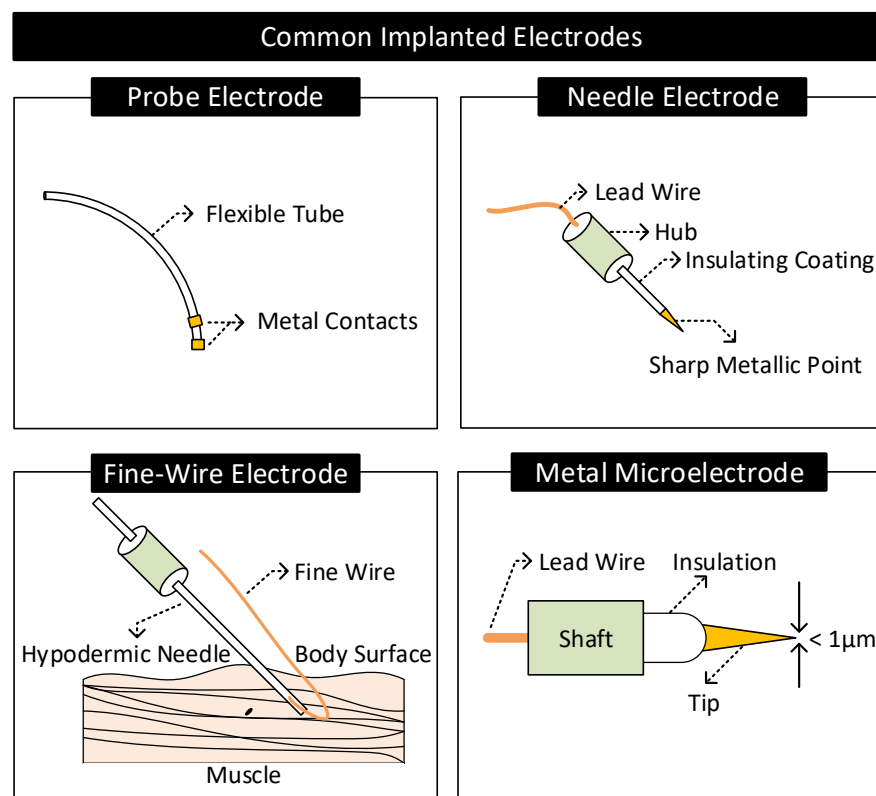 Common Implanted Electrodes
Probe Electrode
Flexible Tube
Metal Contacts
Needle Electrode
Lead Wire
Hub
Insulating Coating
Sharp Metallic Point
Fine-Wire Electrode
Fine Wire
Hypodermic Needle
Body Surface
Muscle
Metal Microelectrode
Lead Wire
Insulation
Shaft
< 1μm
Tip